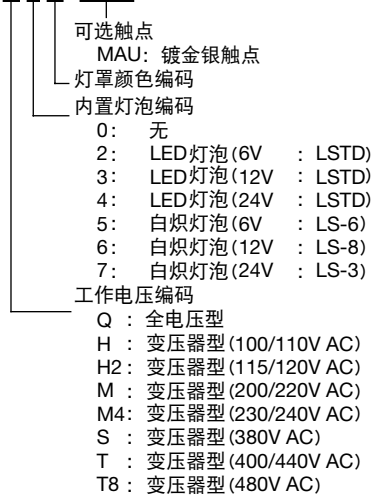 可选触点
MAU：镀金银触点
灯罩颜色编码
内置灯泡编码
0：  无
2：  LED灯泡(6V  ：LSTD)
3：  LED灯泡(12V  ：LSTD)
4：  LED灯泡(24V  ：LSTD)
5：  白炽灯泡(6V  ：LS-6)
6：  白炽灯泡(12V  ：LS-8)
7：  白炽灯泡(24V  ：LS-3)
工作电压编码
Q ：全电压型
H ：变压器型(100/110V AC)
H2：变压器型(115/120V AC)
M ：变压器型(200/220V AC)
M4：变压器型(230/240V AC)
S ：变压器型(380V AC)
T ：变压器型(400/440V AC)
T8：变压器型(480V AC)